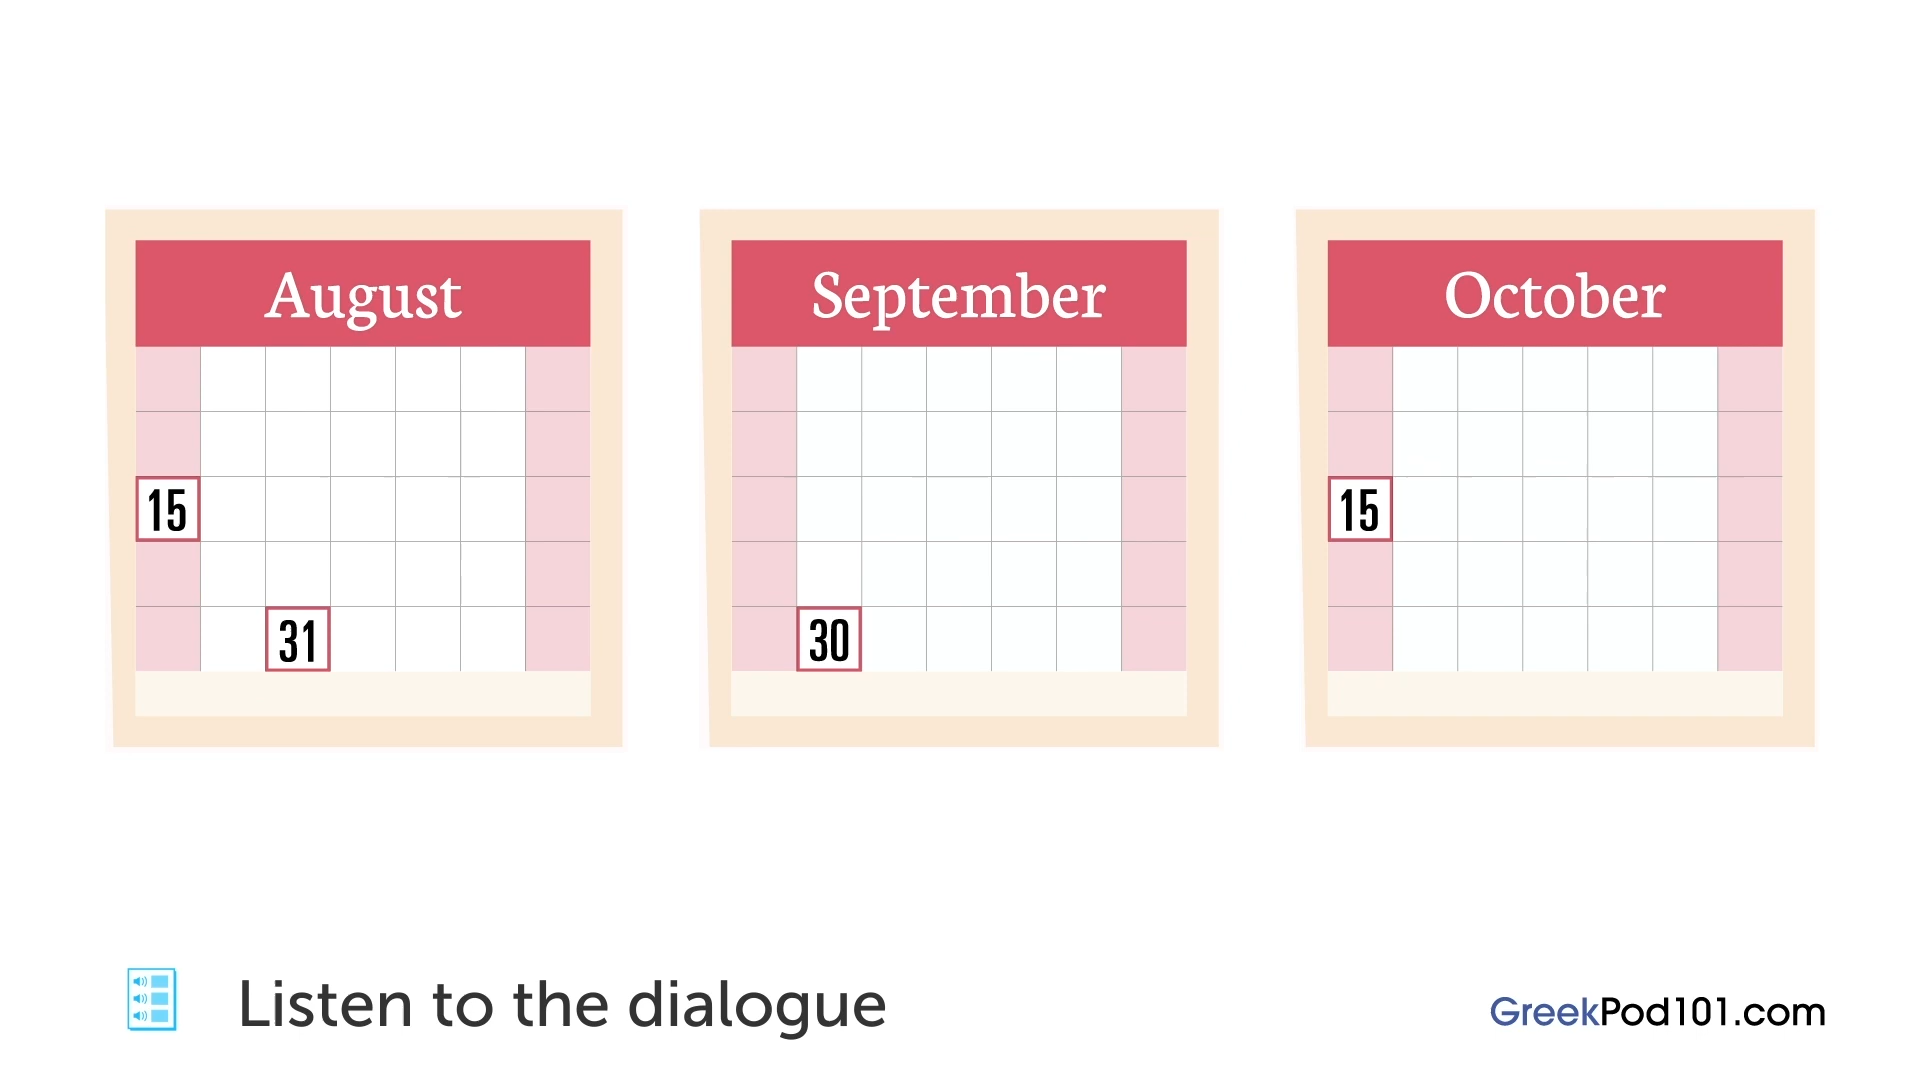 August
September
October
15
15
31
30
Listen to the dialogue
GreekPod101.com